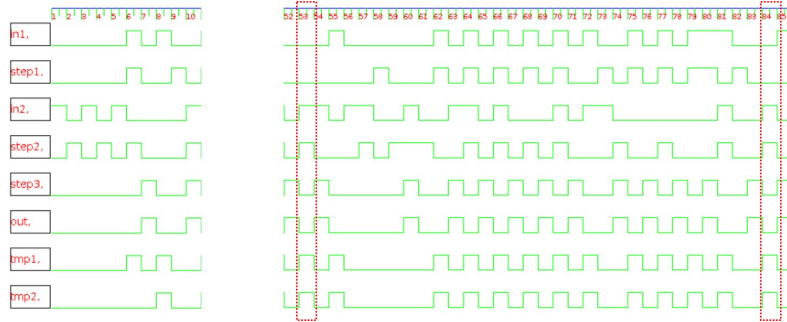 1 2 3 4 5 6 7 8 9 10 52 53 54 55 56 57 58 59 60 61 62 63 64 65 66 67 68 69 70 71 72 73 74 75 76 77 78 79 80 81 82 83 84 85
in1,
step1,
in2,
step2,
step3,
out,
tmp1,
tmp2,